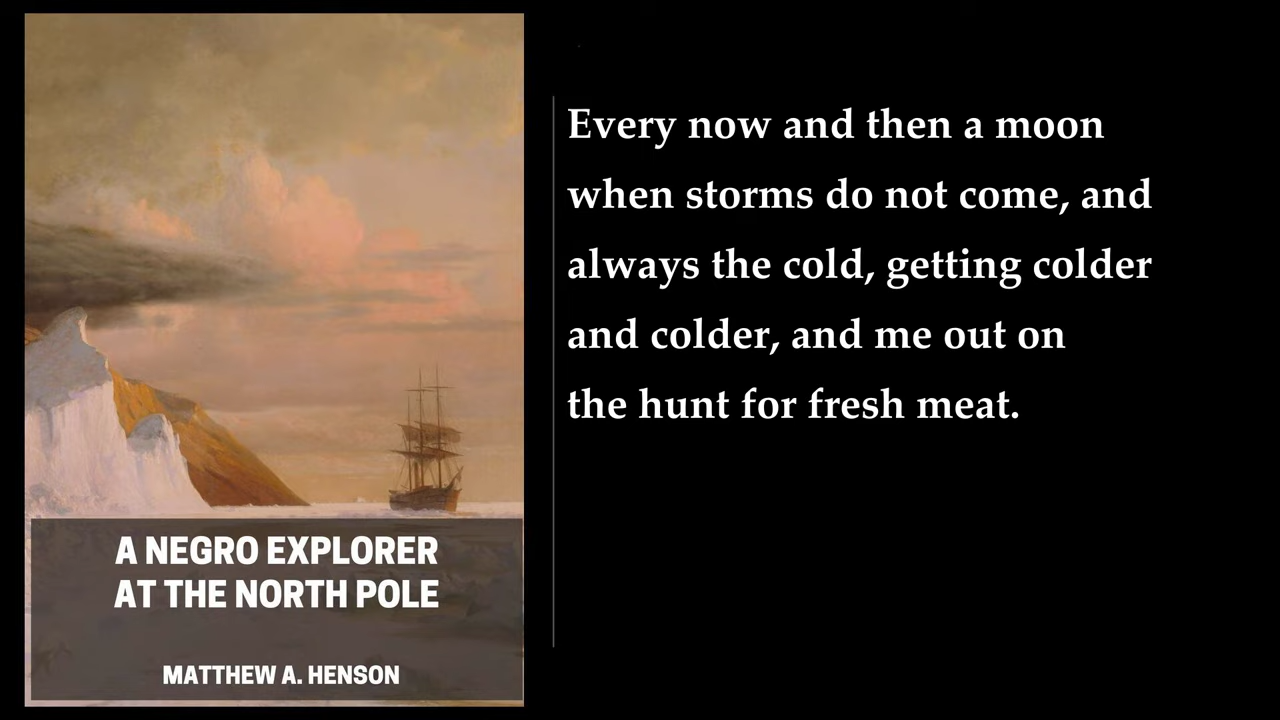 A NEGRO EXPLORER
AT THE NORTH POLE
MATTHEW A. HENSON
Every now and then a moon
when storms do not come, and
always the cold, getting colder
and colder, and me out on
the hunt for fresh meat.